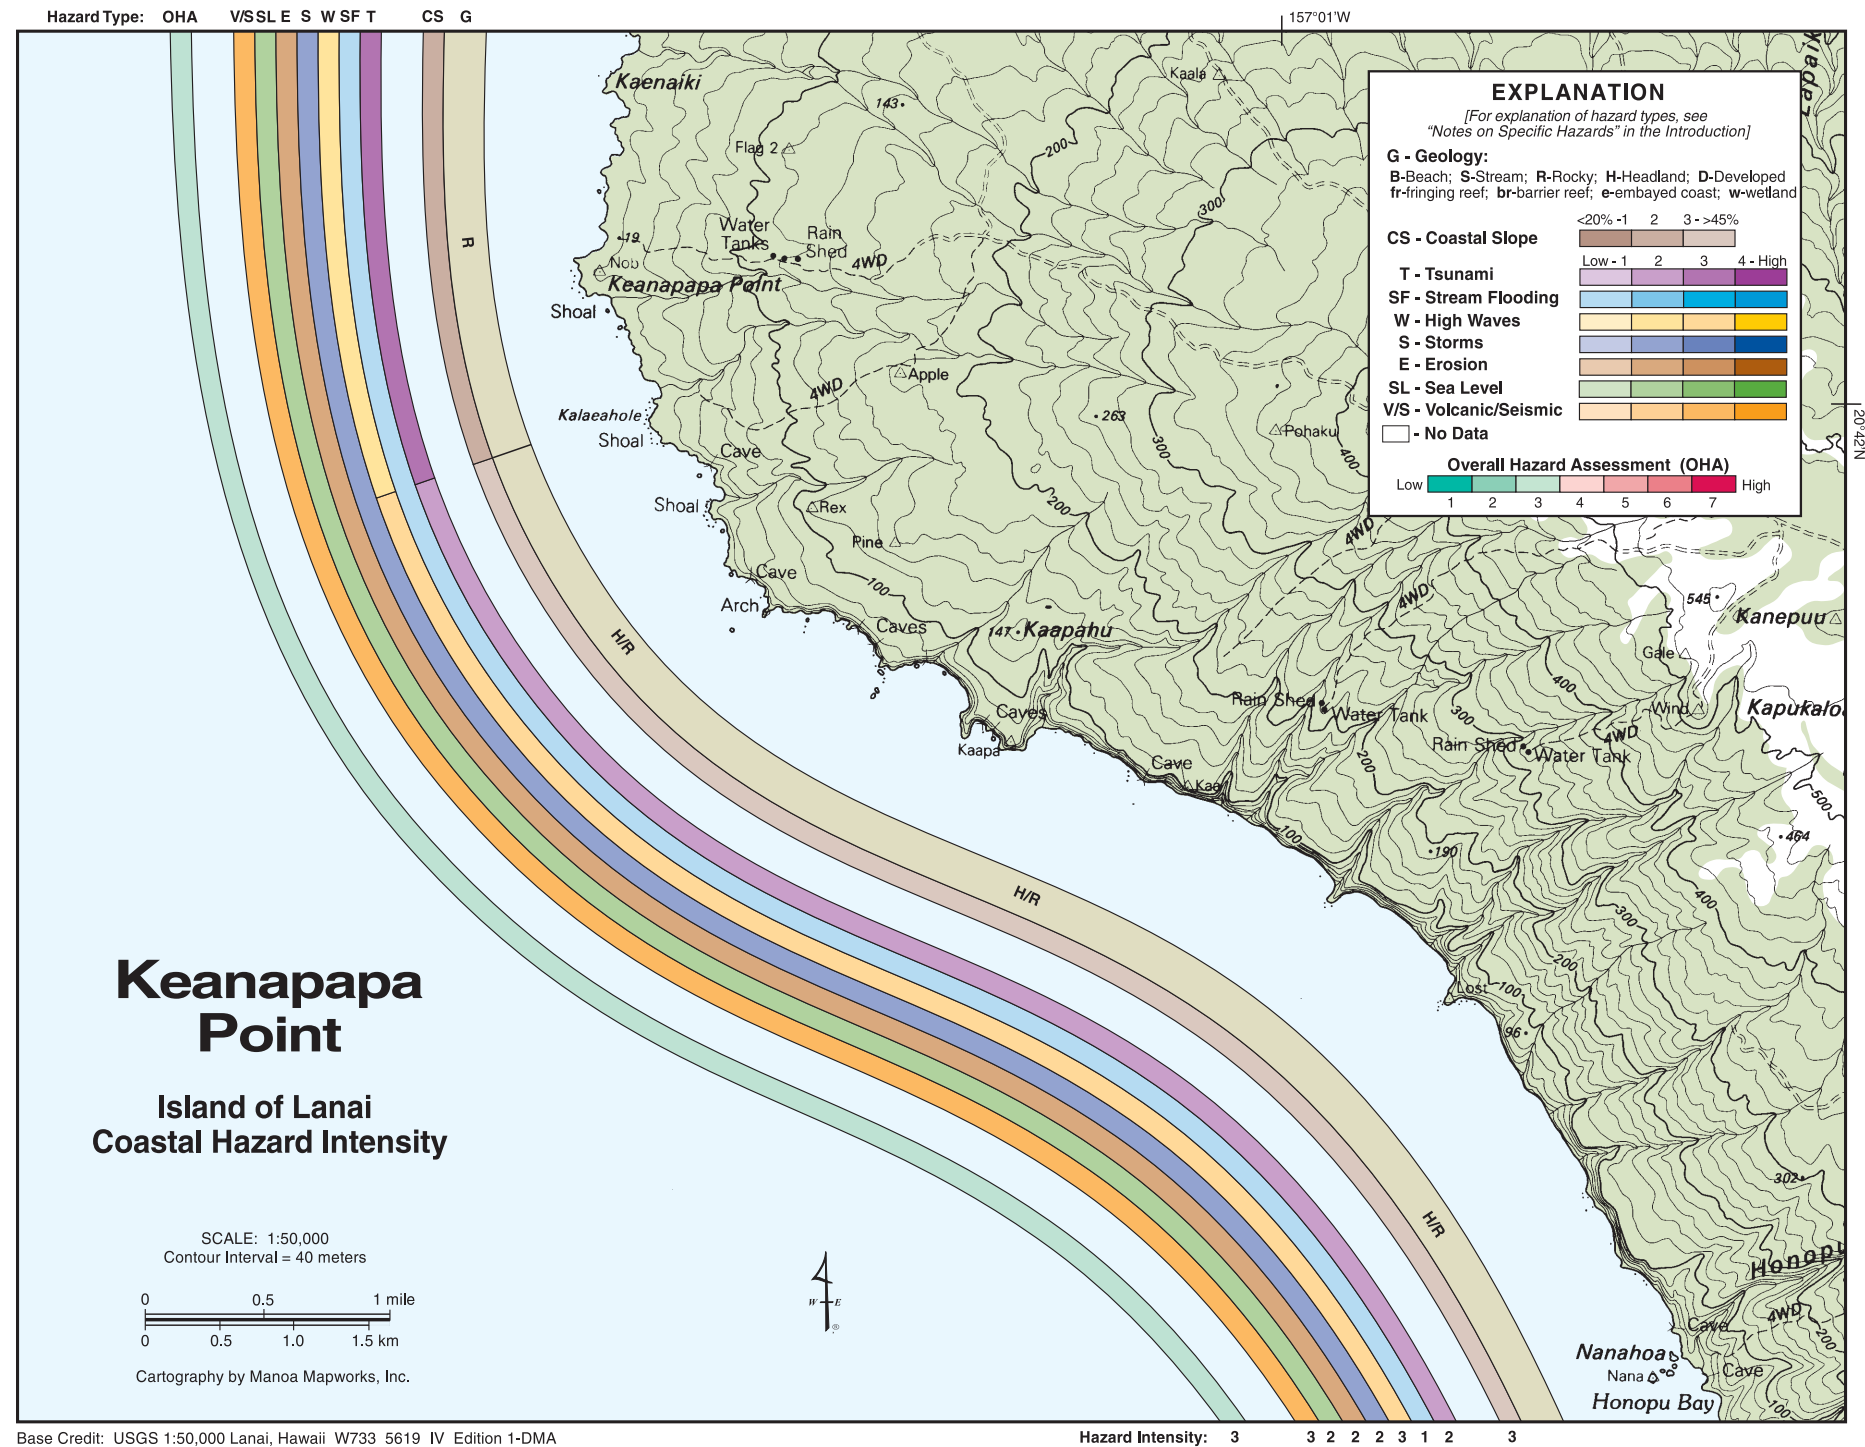 Hazard Type: OHA V/S SL E S W SF T CS G
157°01'W
20°42'N
EXPLANATION
[For explanation of hazard types, see
“Notes on Specific Hazards” in the Introduction]
G - Geology:
B-Beach; S-Stream; R-Rocky; H-Headland; D-Developed
fr-fringing reef; br-barrier reef; e-embayed coast; w-wetland
<20% -1 2 3 - >45%
CS - Coastal Slope
Low - 1 2 3 4 - High
T - Tsunami
SF - Stream Flooding
W - High Waves
S - Storms
E - Erosion
SL - Sea Level
V/S - Volcanic/Seismic
- No Data
Overall Hazard Assessment (OHA)
Low High
1 2 3 4 5 6 7
Kaenaiki
143
Kaala
Flag 2
200
300
R
19
Water
Tanks
Rain
Shed
4WD
Nob
Keanapapa Point
Shoal
Apple
4WD
Kalaeahole
Shoal
263
Pohaku
300
400
Cave
Shoal
Rex
200
4WD
Pine
Cave
100
4WD
545
Arch
Kanepuu
Caves
147
Kaapahu
H/R
Gale
400
Rain Shed
Water Tank
Caves
300
Wind
Kapukaloa
Kaapa
Rain Shed
Water Tank
4WD
Cave
200
Kae
500
100
464
190
H/R
400
300
200
Lost
100
96
Keanapapa
Point
Island of Lanai
Coastal Hazard Intensity
302
H/R
Honopu
SCALE: 1:50,000
Contour Interval = 40 meters
0 0.5 1 mile
0 0.5 1.0 1.5 km
W E
4WD
Cave
200
Nanahoa
Nana
Cave
Honopu Bay
100
Cartography by Manoa Mapworks, Inc.
Base Credit: USGS 1:50,000 Lanai, Hawaii W733 5619 IV Edition 1-DMA
Hazard Intensity: 3 3 2 2 2 3 1 2 3